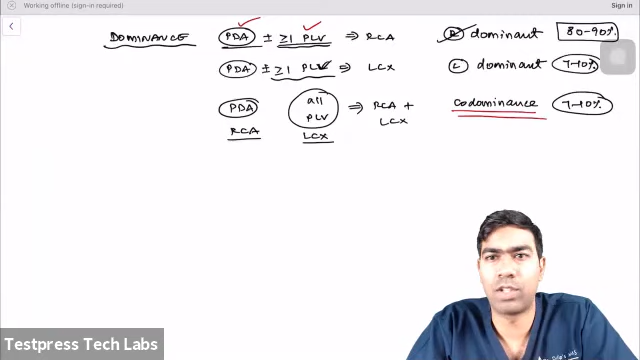 Working offline (sign-in required)
Sign in
DOMINANCE PDA ± ≥1 PLV ⇒ RCA R dominant 80-90%
PDA ± ≥1 PLV ⇒ LCX L dominant 7-10%
PDA all PLV ⇒ RCA + LCX codominance 7-10%
RCA LCX
Testpress Tech Labs